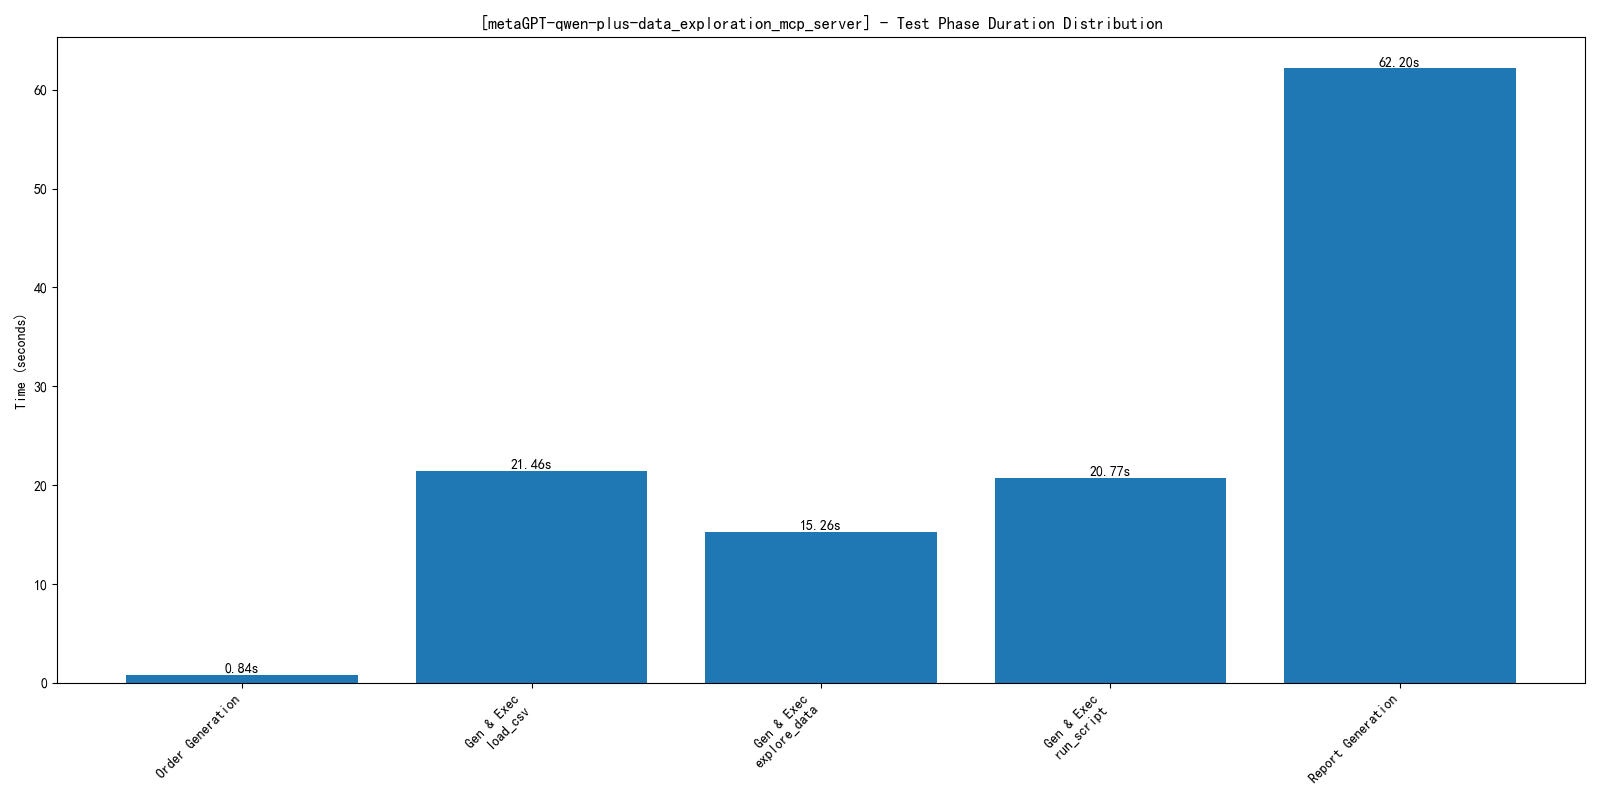 [metaGPT-qwen-plus-data_exploration_mcp_server] - Test Phase Duration Distribution
Time (seconds)
60
50
40
30
20
10
0
0.84s
21.46s
15.26s
20.77s
62.20s
Order Generation
Gen & Exec
load_csv
Gen & Exec
explore_data
Gen & Exec
run_script
Report Generation